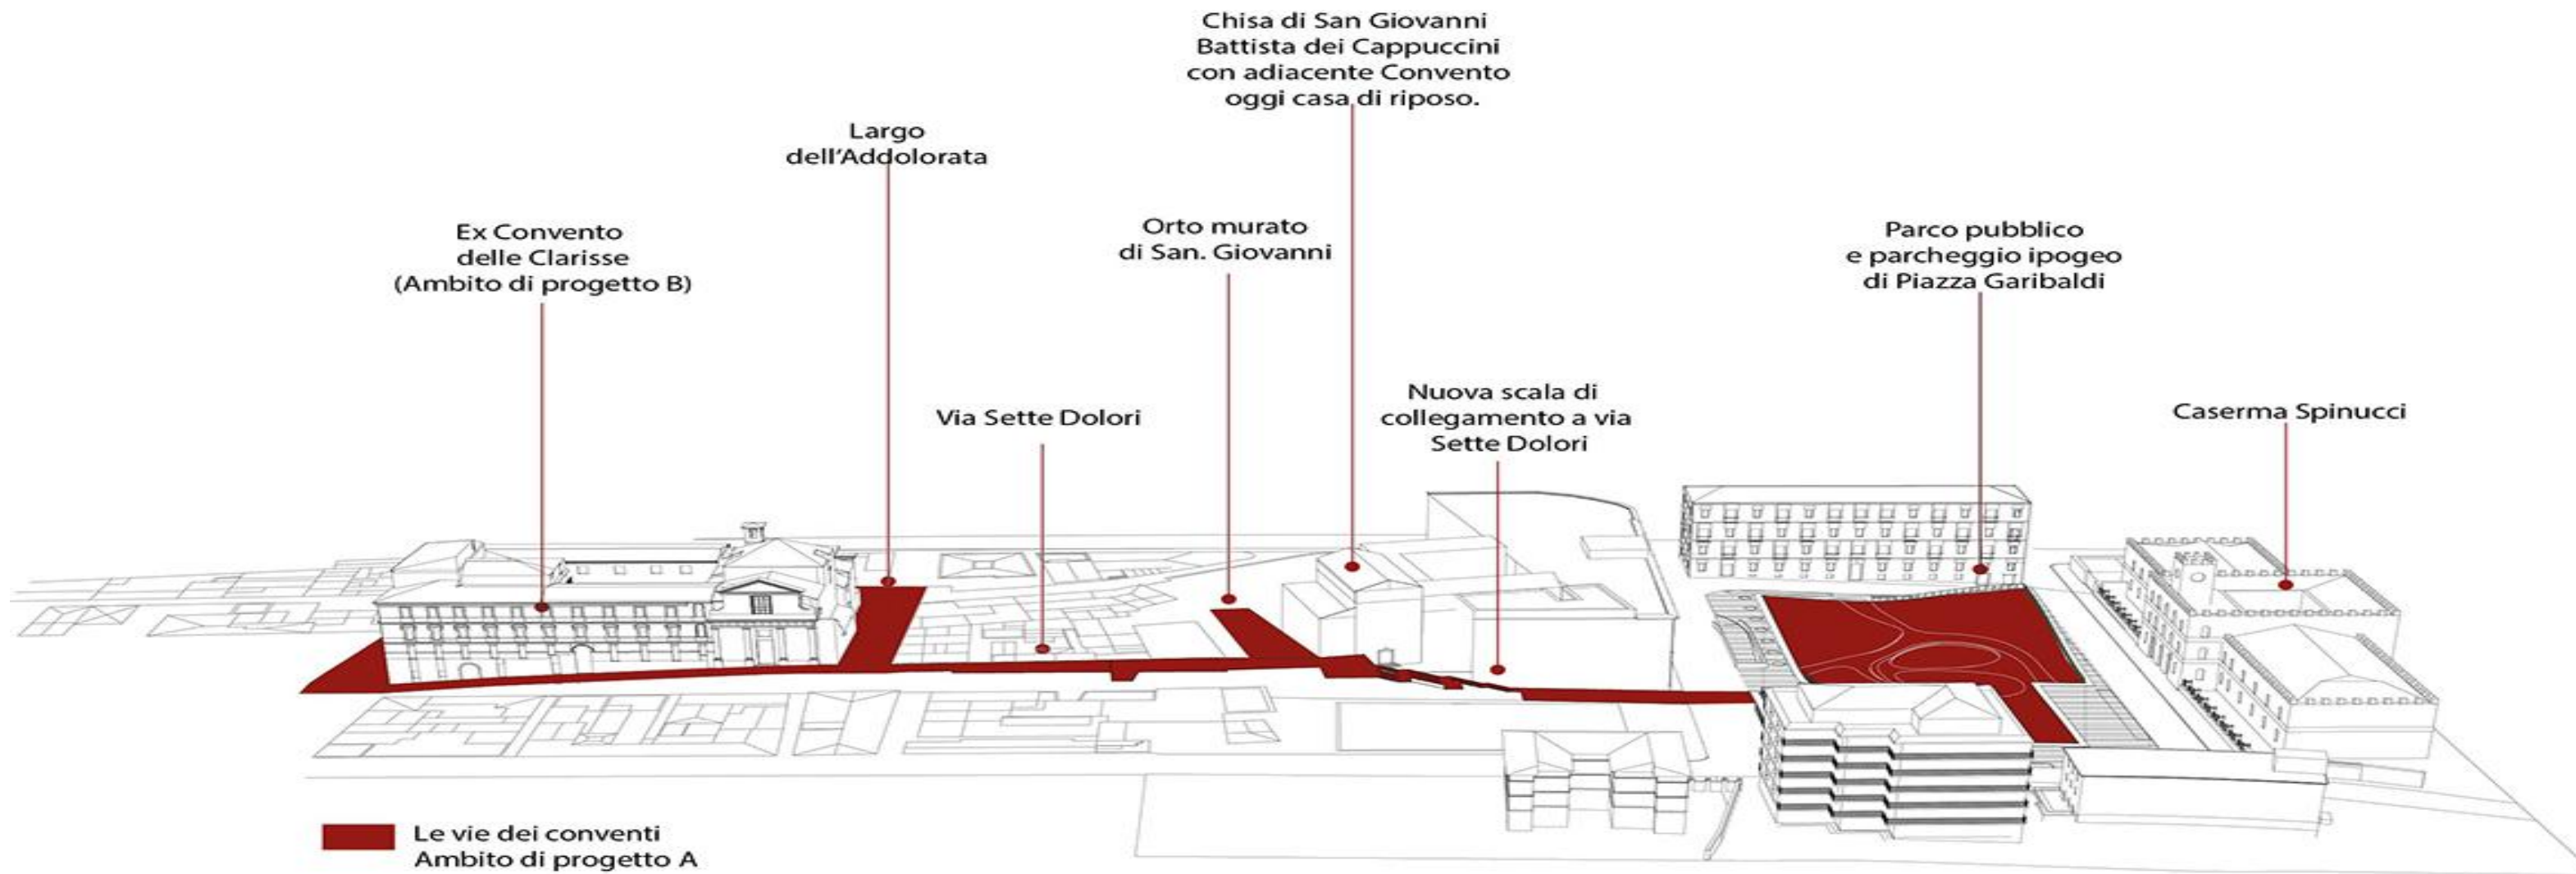 Chisa di San Giovanni
Battista dei Cappuccini
con adiacente Convento
oggi casa di riposo.
Largo
dell'Addolorata
Ex Convento
delle Clarisse
(Ambito di progetto B)
Orto murato
di San. Giovanni
Parco pubblico
e parcheggio ipogeo
di Piazza Garibaldi
Via Sette Dolori
Nuova scala di
collegamento a via
Sette Dolori
Caserma Spinucci
Le vie dei conventi
Ambito di progetto A